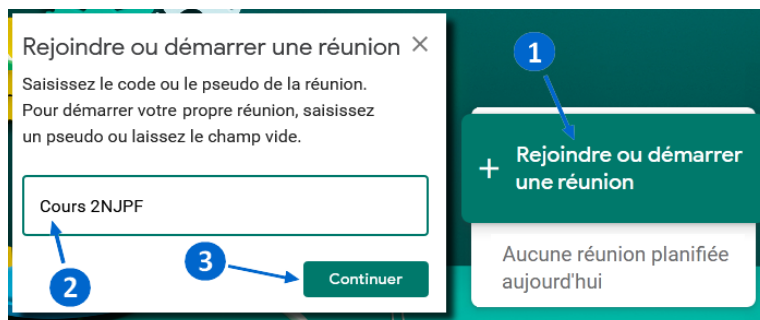 Rejoindre ou démarrer une réunion ×
Saisissez le code ou le pseudo de la réunion.
Pour démarrer votre propre réunion, saisissez
un pseudo ou laissez le champ vide.
Cours 2NJPF
2
3
Continuer
1
+ Rejoindre ou démarrer
une réunion
Aucune réunion planifiée
aujourd'hui